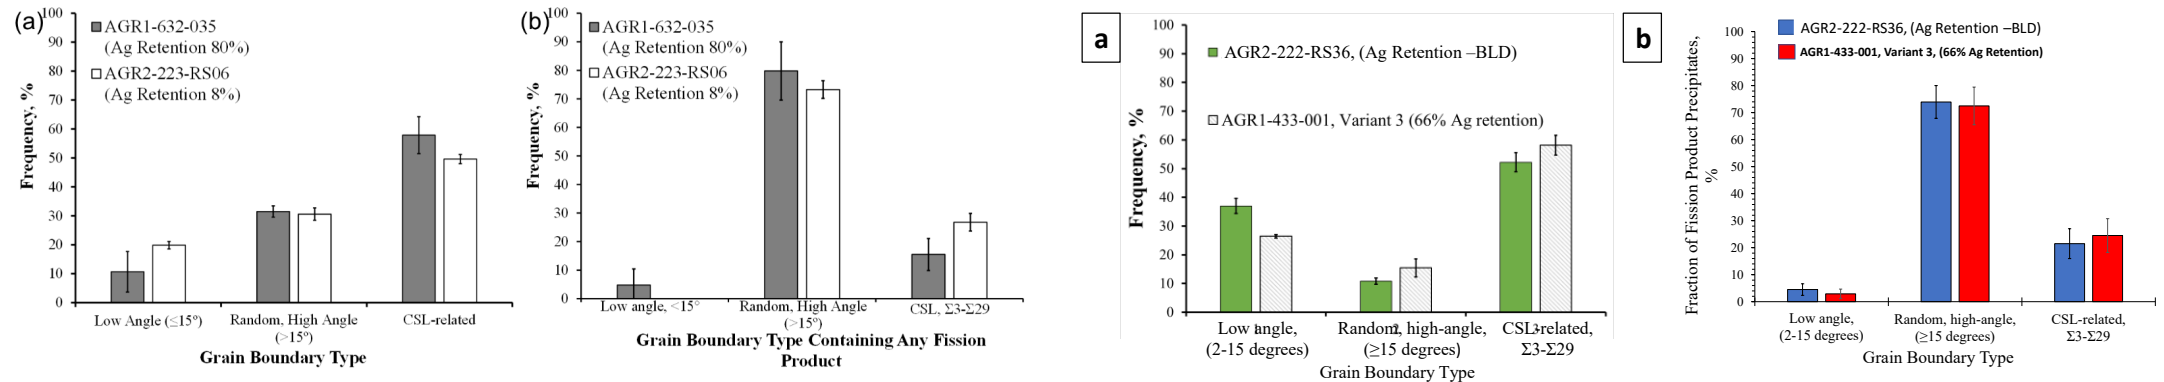 (a)
100
90
80
70
60
50
40
30
20
10
0
Frequency, %
AGR1-632-035
(Ag Retention 80%)
AGR2-223-RS06
(Ag Retention 8%)
Low Angle (≤15°)
Random, High Angle
(>15°)
CSL-related
Grain Boundary Type
(b)
100
90
80
70
60
50
40
30
20
10
0
Frequency, %
AGR1-632-035
(Ag Retention 80%)
AGR2-223-RS06
(Ag Retention 8%)
Low angle, <15°
Random, High Angle
(>15°)
CSL, Σ3-Σ29
Grain Boundary Type Containing Any Fission
Product
a
100
90
80
70
60
50
40
30
20
10
0
Frequency, %
AGR2-222-RS36, (Ag Retention –BLD)
AGR1-433-001, Variant 3 (66% Ag retention)
Low angle,
(2-15 degrees)
Random, high-angle,
(≥15 degrees)
CSL-related,
Σ3-Σ29
Grain Boundary Type
b
100
90
80
70
60
50
40
30
20
10
0
Fraction of Fission Product Precipitates,
%
AGR2-222-RS36, (Ag Retention –BLD)
AGR1-433-001, Variant 3, (66% Ag Retention)
Low angle,
(2-15 degrees)
Random, high-angle,
(≥15 degrees)
CSL-related,
Σ3-Σ29
Grain Boundary Type